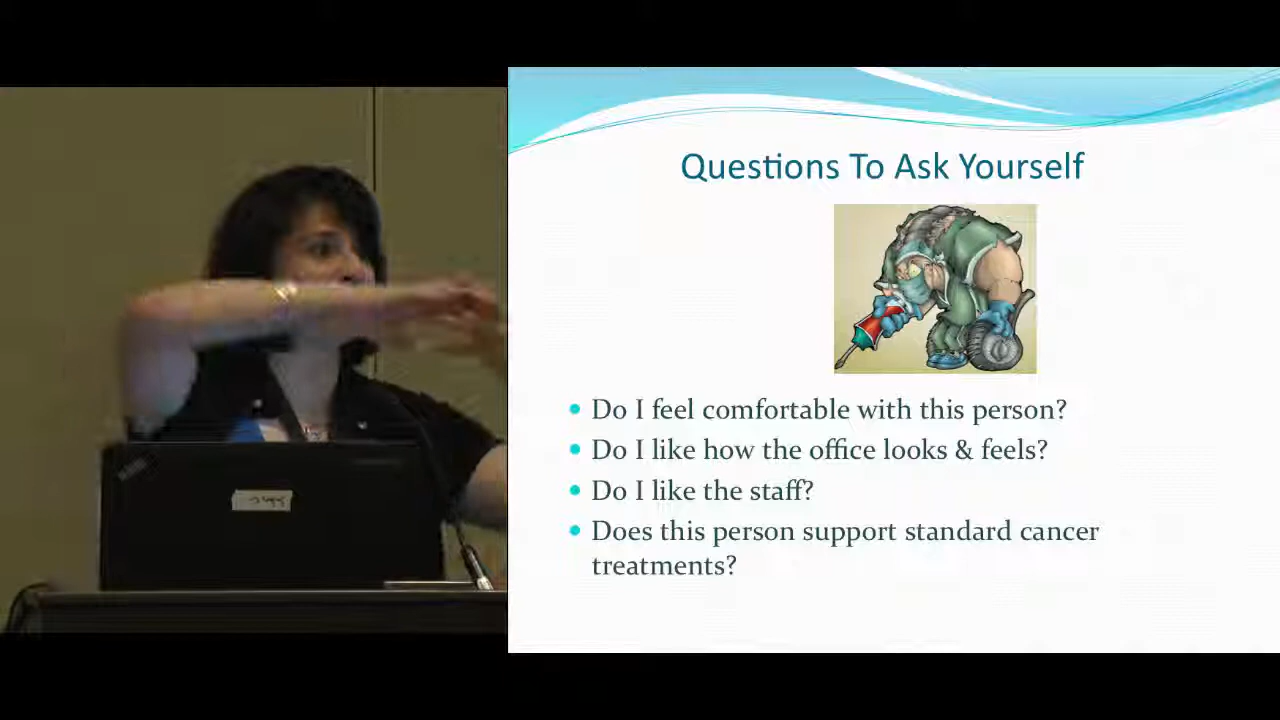 Questions To Ask Yourself
Do I feel comfortable with this person?
Do I like how the office looks & feels?
Do I like the staff?
Does this person support standard cancer
treatments?